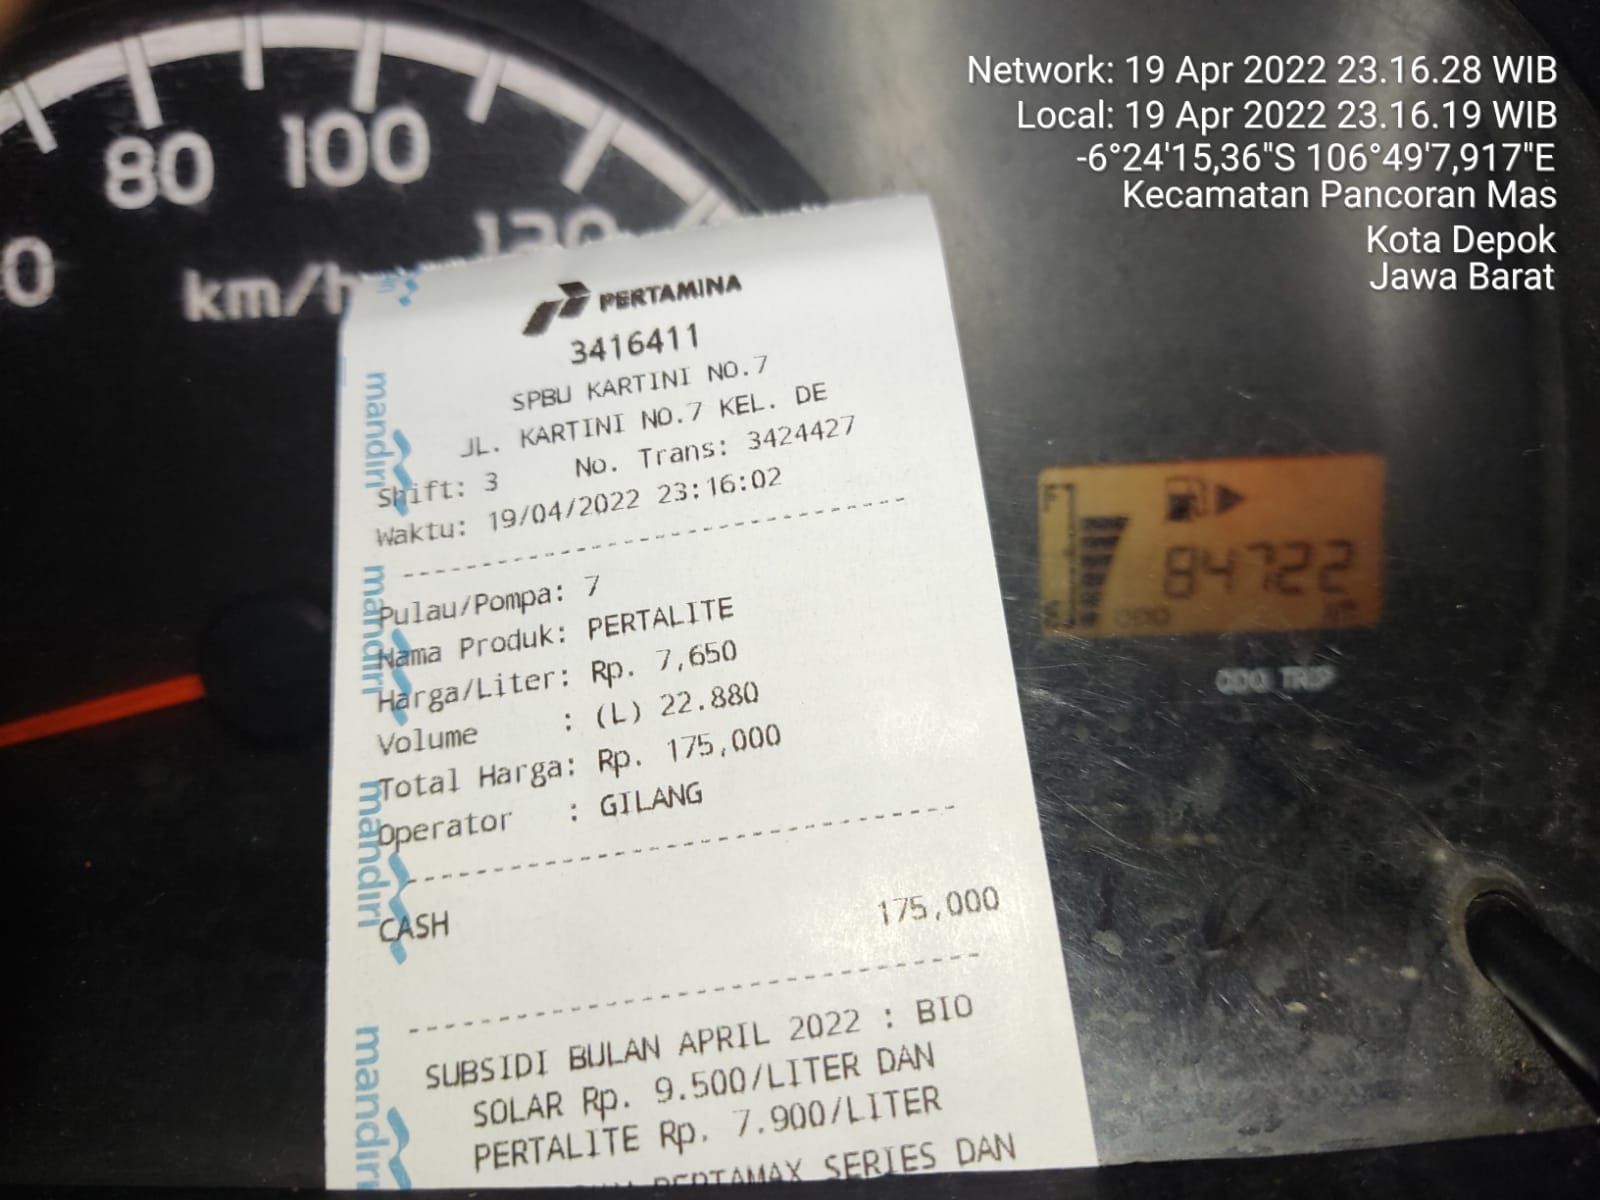 Network: 19 Apr 2022 23.16.28 WIB
Local: 19 Apr 2022 23.16.19 WIB
-6°24'15,36"S 106°49'7,917"E
Kecamatan Pancoran Mas
Kota Depok
Jawa Barat
80 100 120
0
km/h
PERTAMINA
3416411
SPBU KARTINI NO.7
JL. KARTINI NO.7 KEL. DE
Shift: 3 No. Trans: 3424427
Waktu: 19/04/2022 23:16:02
Pulau/Pompa: 7
Nama Produk: PERTALITE
Harga/Liter: Rp. 7,650
Volume : (L) 22.880
Total Harga: Rp. 175,000
Operator : GILANG
CASH 175,000
SUBSIDI BULAN APRIL 2022 : BIO
SOLAR Rp. 9.500/LITER DAN
PERTALITE Rp. 7.900/LITER
PERTAMAX SERIES DAN
mandiri
mandiri
mandiri
mandiri
F
E
84722
ODO km
ODO TRIP